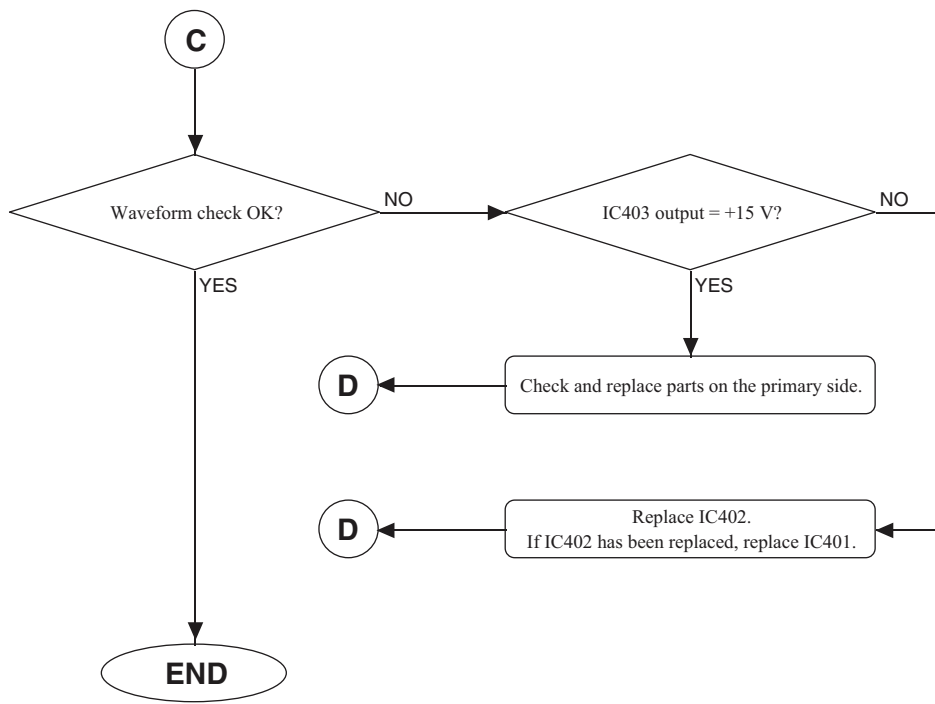 C
Waveform check OK?
NO
IC403 output = +15 V?
NO
YES
YES
D
Check and replace parts on the primary side.
D
Replace IC402.
If IC402 has been replaced, replace IC401.
END